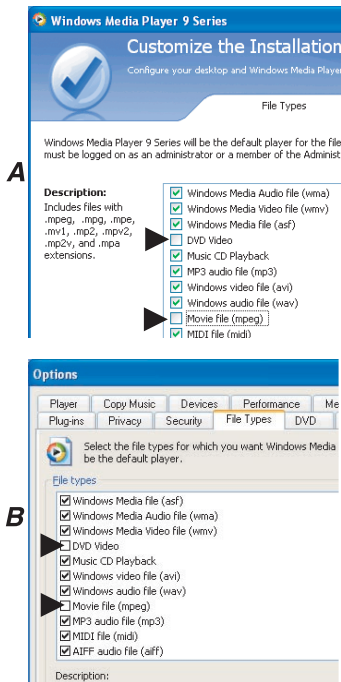 Windows Media Player 9 Series
Customize the Installation
Configure your desktop and Windows Media Playe
File Types
Windows Media Player 9 Series will be the default player for the file
must be logged on as an administrator or a member of the Administ
A
Description:
Includes files with
.mpeg, .mpg, .mpe,
.mv1, .mp2, .mpv2,
.mp2v, and .mpa
extensions.
Windows Media Audio file (wma)
Windows Media Video file (wmv)
Windows Media file (asf)
DVD Video
Music CD Playback
MP3 audio file (mp3)
Windows video file (avi)
Windows audio file (wav)
Movie file (mpeg)
MIDI file (midi)
Options
Player Copy Music Devices Performance Me
Plug-ins Privacy Security File Types DVD
Select the file types for which you want Windows Media
be the default player.
File types
B
Windows Media file (asf)
Windows Media Audio file (wma)
Windows Media Video file (wmv)
DVD Video
Music CD Playback
Windows video file (avi)
Windows audio file (wav)
Movie file (mpeg)
MP3 audio file (mp3)
MIDI file (midi)
AIFF audio file (aiff)
Description: